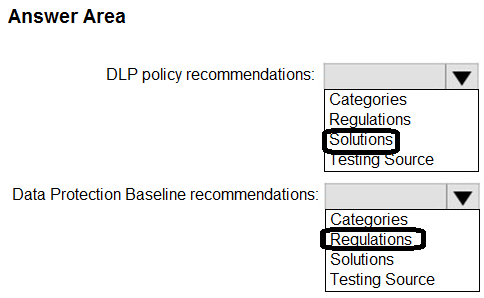 Answer Area
DLP policy recommendations:
Categories
Regulations
Solutions
Testing Source
Data Protection Baseline recommendations:
Categories
Regulations
Solutions
Testing Source